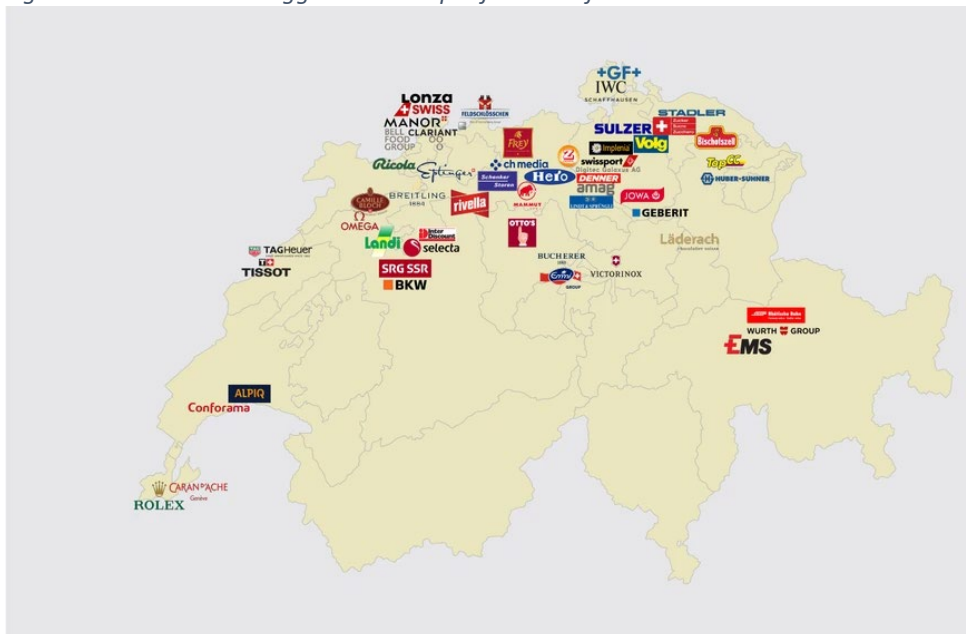 +GF+
IWC
SCHAFFHAUSEN
Lonza
SWISS
MANOR
BELL
FOOD
GROUP
CLARIANT
FELDSCHLÖSSCHEN
STADLER
SULZER
FREY
Implenia
Volg
Bischofszell
Ricola
Eptinger
ch media
swissport
Digitec Galaxus AG
TopCC
HUBER+SUHNER
CAMILLE
BLOCH
BREITLING
1884
rivella
Schenker
Storen
Hero
DENNER
amag
LINDT & SPRÜNGLI
JOWA
MAMMUT
GEBERIT
OMEGA
Landi
Inter
Discount
selecta
OTTO'S
Läderach
TAGHeuer
TISSOT
SRG SSR
BKW
BUCHERER
1888
Emmi
GROUP
VICTORINOX
Rhätische Bahn
WURTH GROUP
EMS
ALPIQ
Conforama
CARAN D'ACHE
Genève
ROLEX